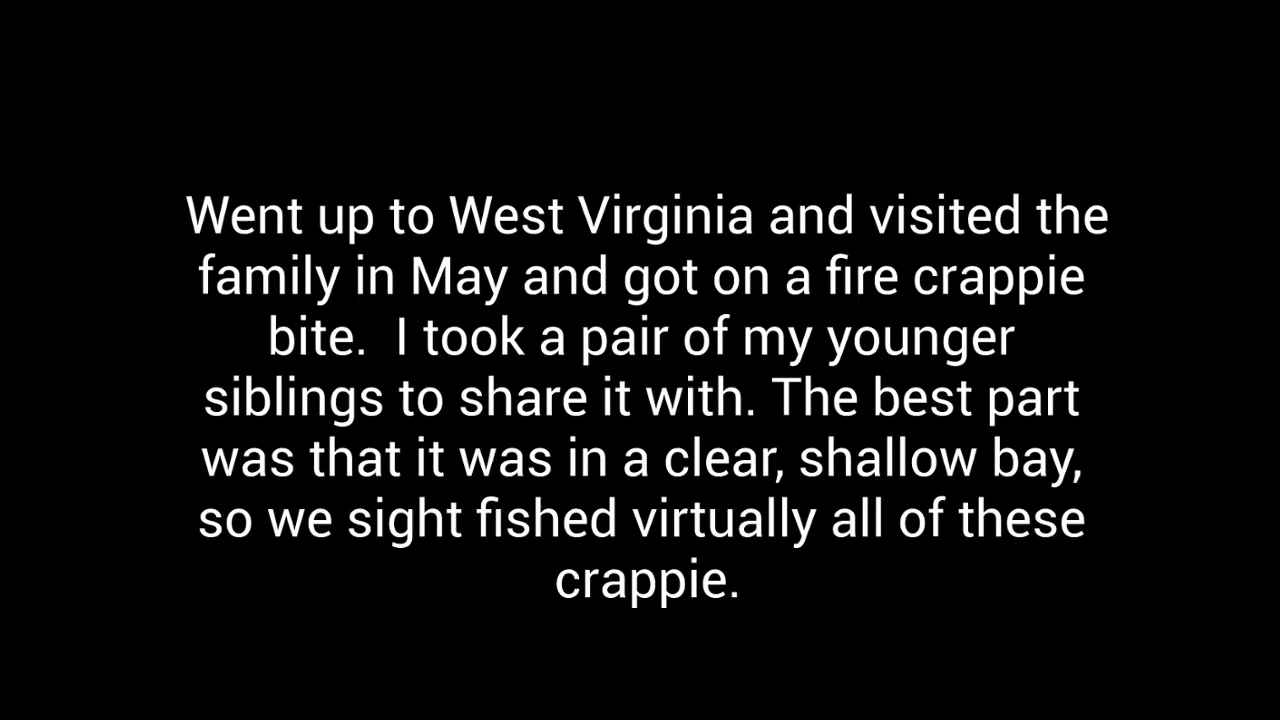 Went up to West Virginia and visited the
family in May and got on a fire crappie
bite.  I took a pair of my younger
siblings to share it with. The best part
was that it was in a clear, shallow bay,
so we sight fished virtually all of these
crappie.